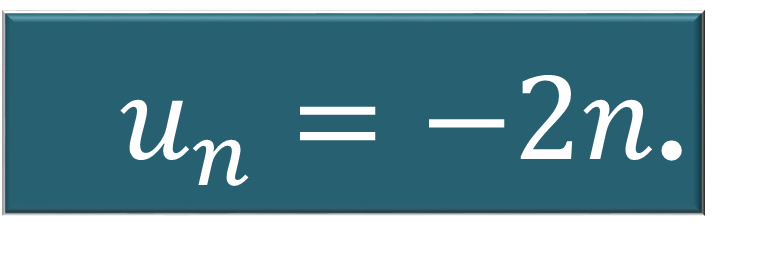 uₙ = −2n.